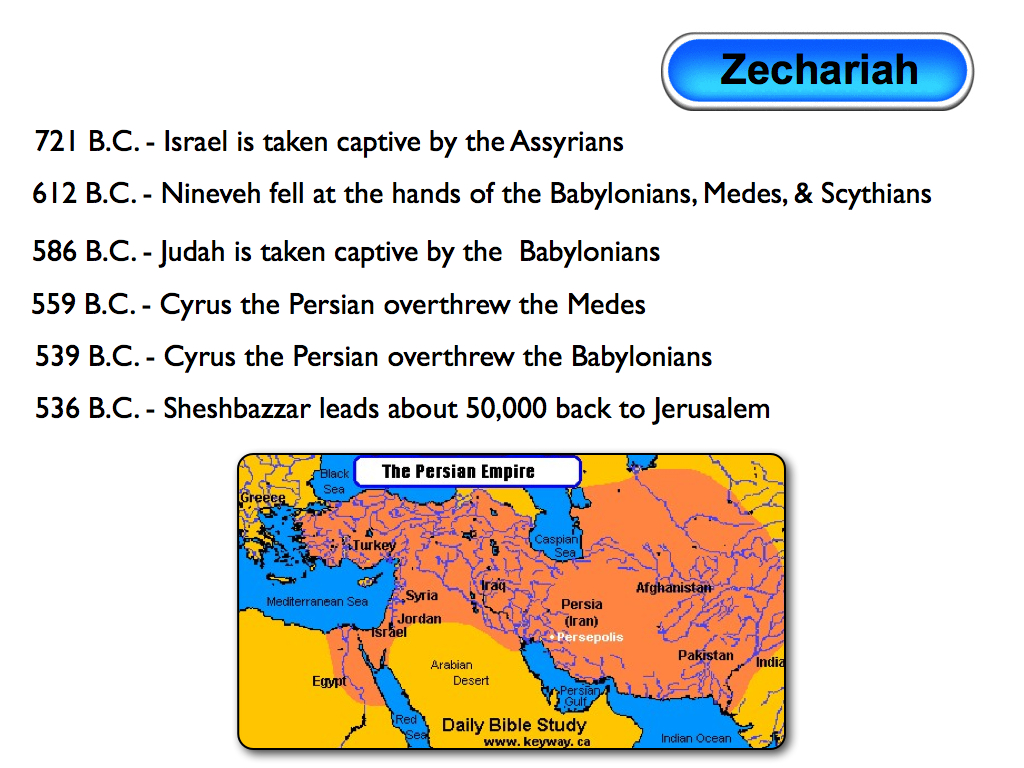 Zechariah
721 B.C. - Israel is taken captive by the Assyrians
612 B.C. - Nineveh fell at the hands of the Babylonians, Medes, & Scythians
586 B.C. - Judah is taken captive by the Babylonians
559 B.C. - Cyrus the Persian overthrew the Medes
539 B.C. - Cyrus the Persian overthrew the Babylonians
536 B.C. - Sheshbazzar leads about 50,000 back to Jerusalem
The Persian Empire
Black
Sea
Greece
Caspian
Sea
Turkey
Iraq
Afghanistan
Mediterranean Sea
Syria
Persia
(Iran)
Jordan
Israel
Persepolis
Pakistan
India
Arabian
Desert
Egypt
Persian
Gulf
Red
Sea
Daily Bible Study
www.keyway.ca
Indian Ocean